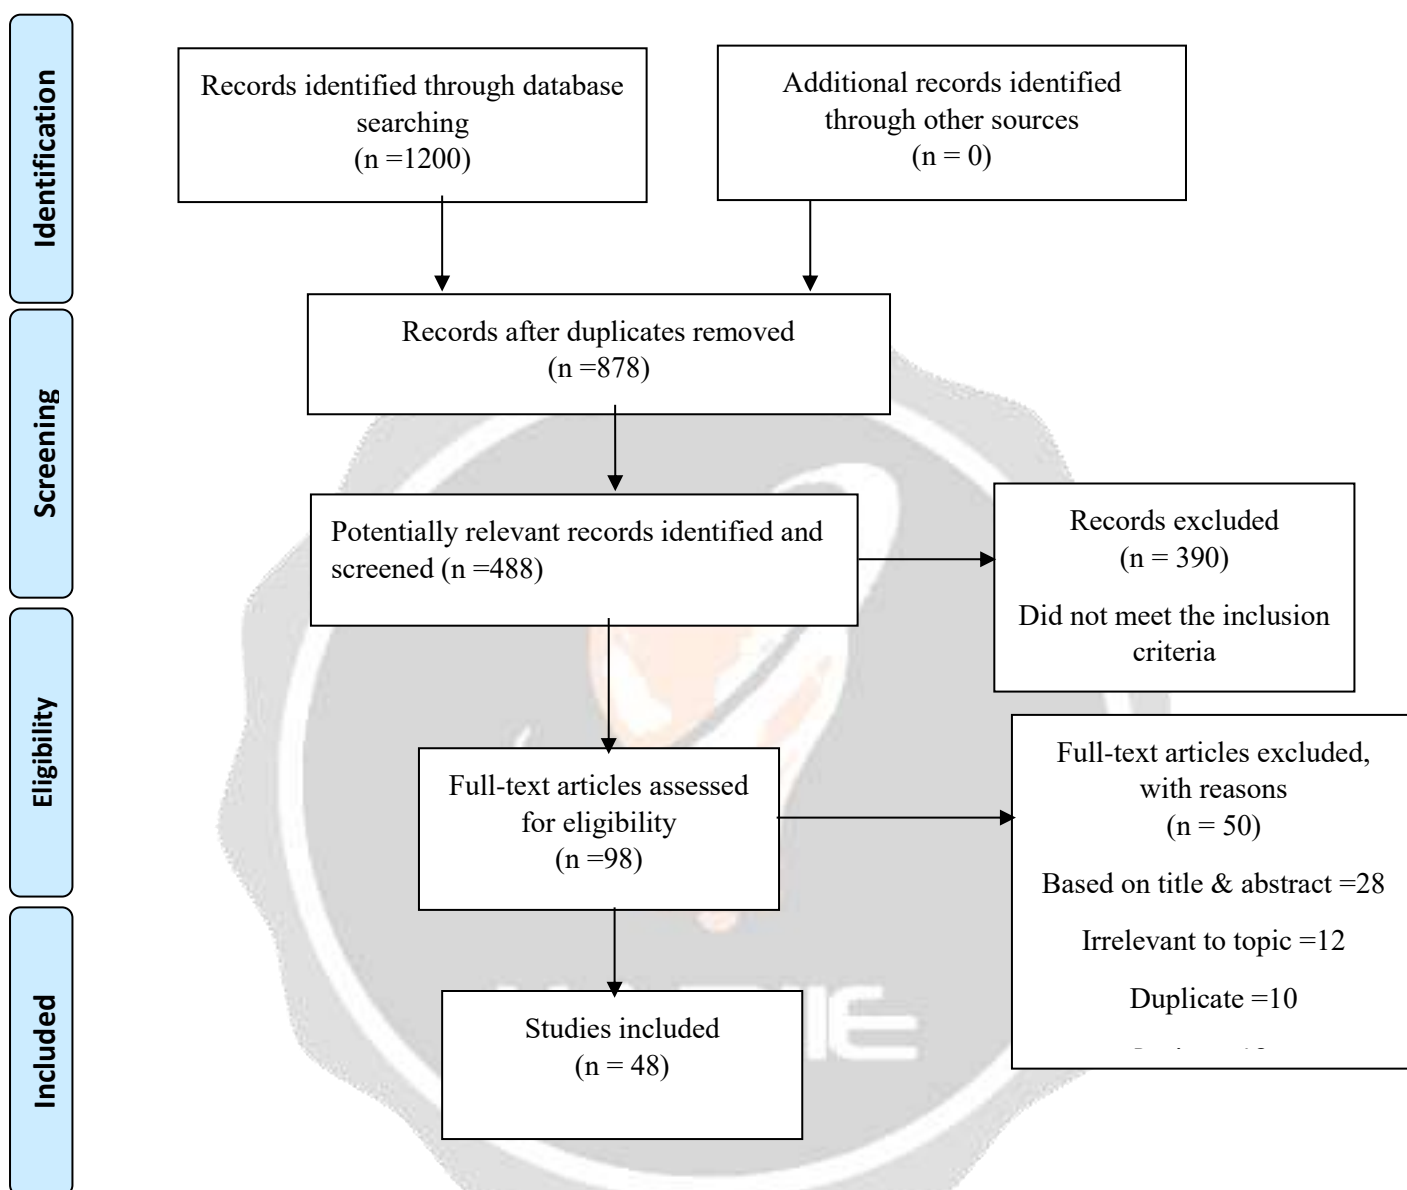 Identification
Records identified through database
searching
(n =1200)
Additional records identified
through other sources
(n = 0)
Screening
Records after duplicates removed
(n =878)
Potentially relevant records identified and
screened (n =488)
Records excluded
(n = 390)
Did not meet the inclusion
criteria
Eligibility
Full-text articles assessed
for eligibility
(n =98)
Full-text articles excluded,
with reasons
(n = 50)
Based on title & abstract =28
Irrelevant to topic =12
Duplicate =10
Included
Studies included
(n = 48)